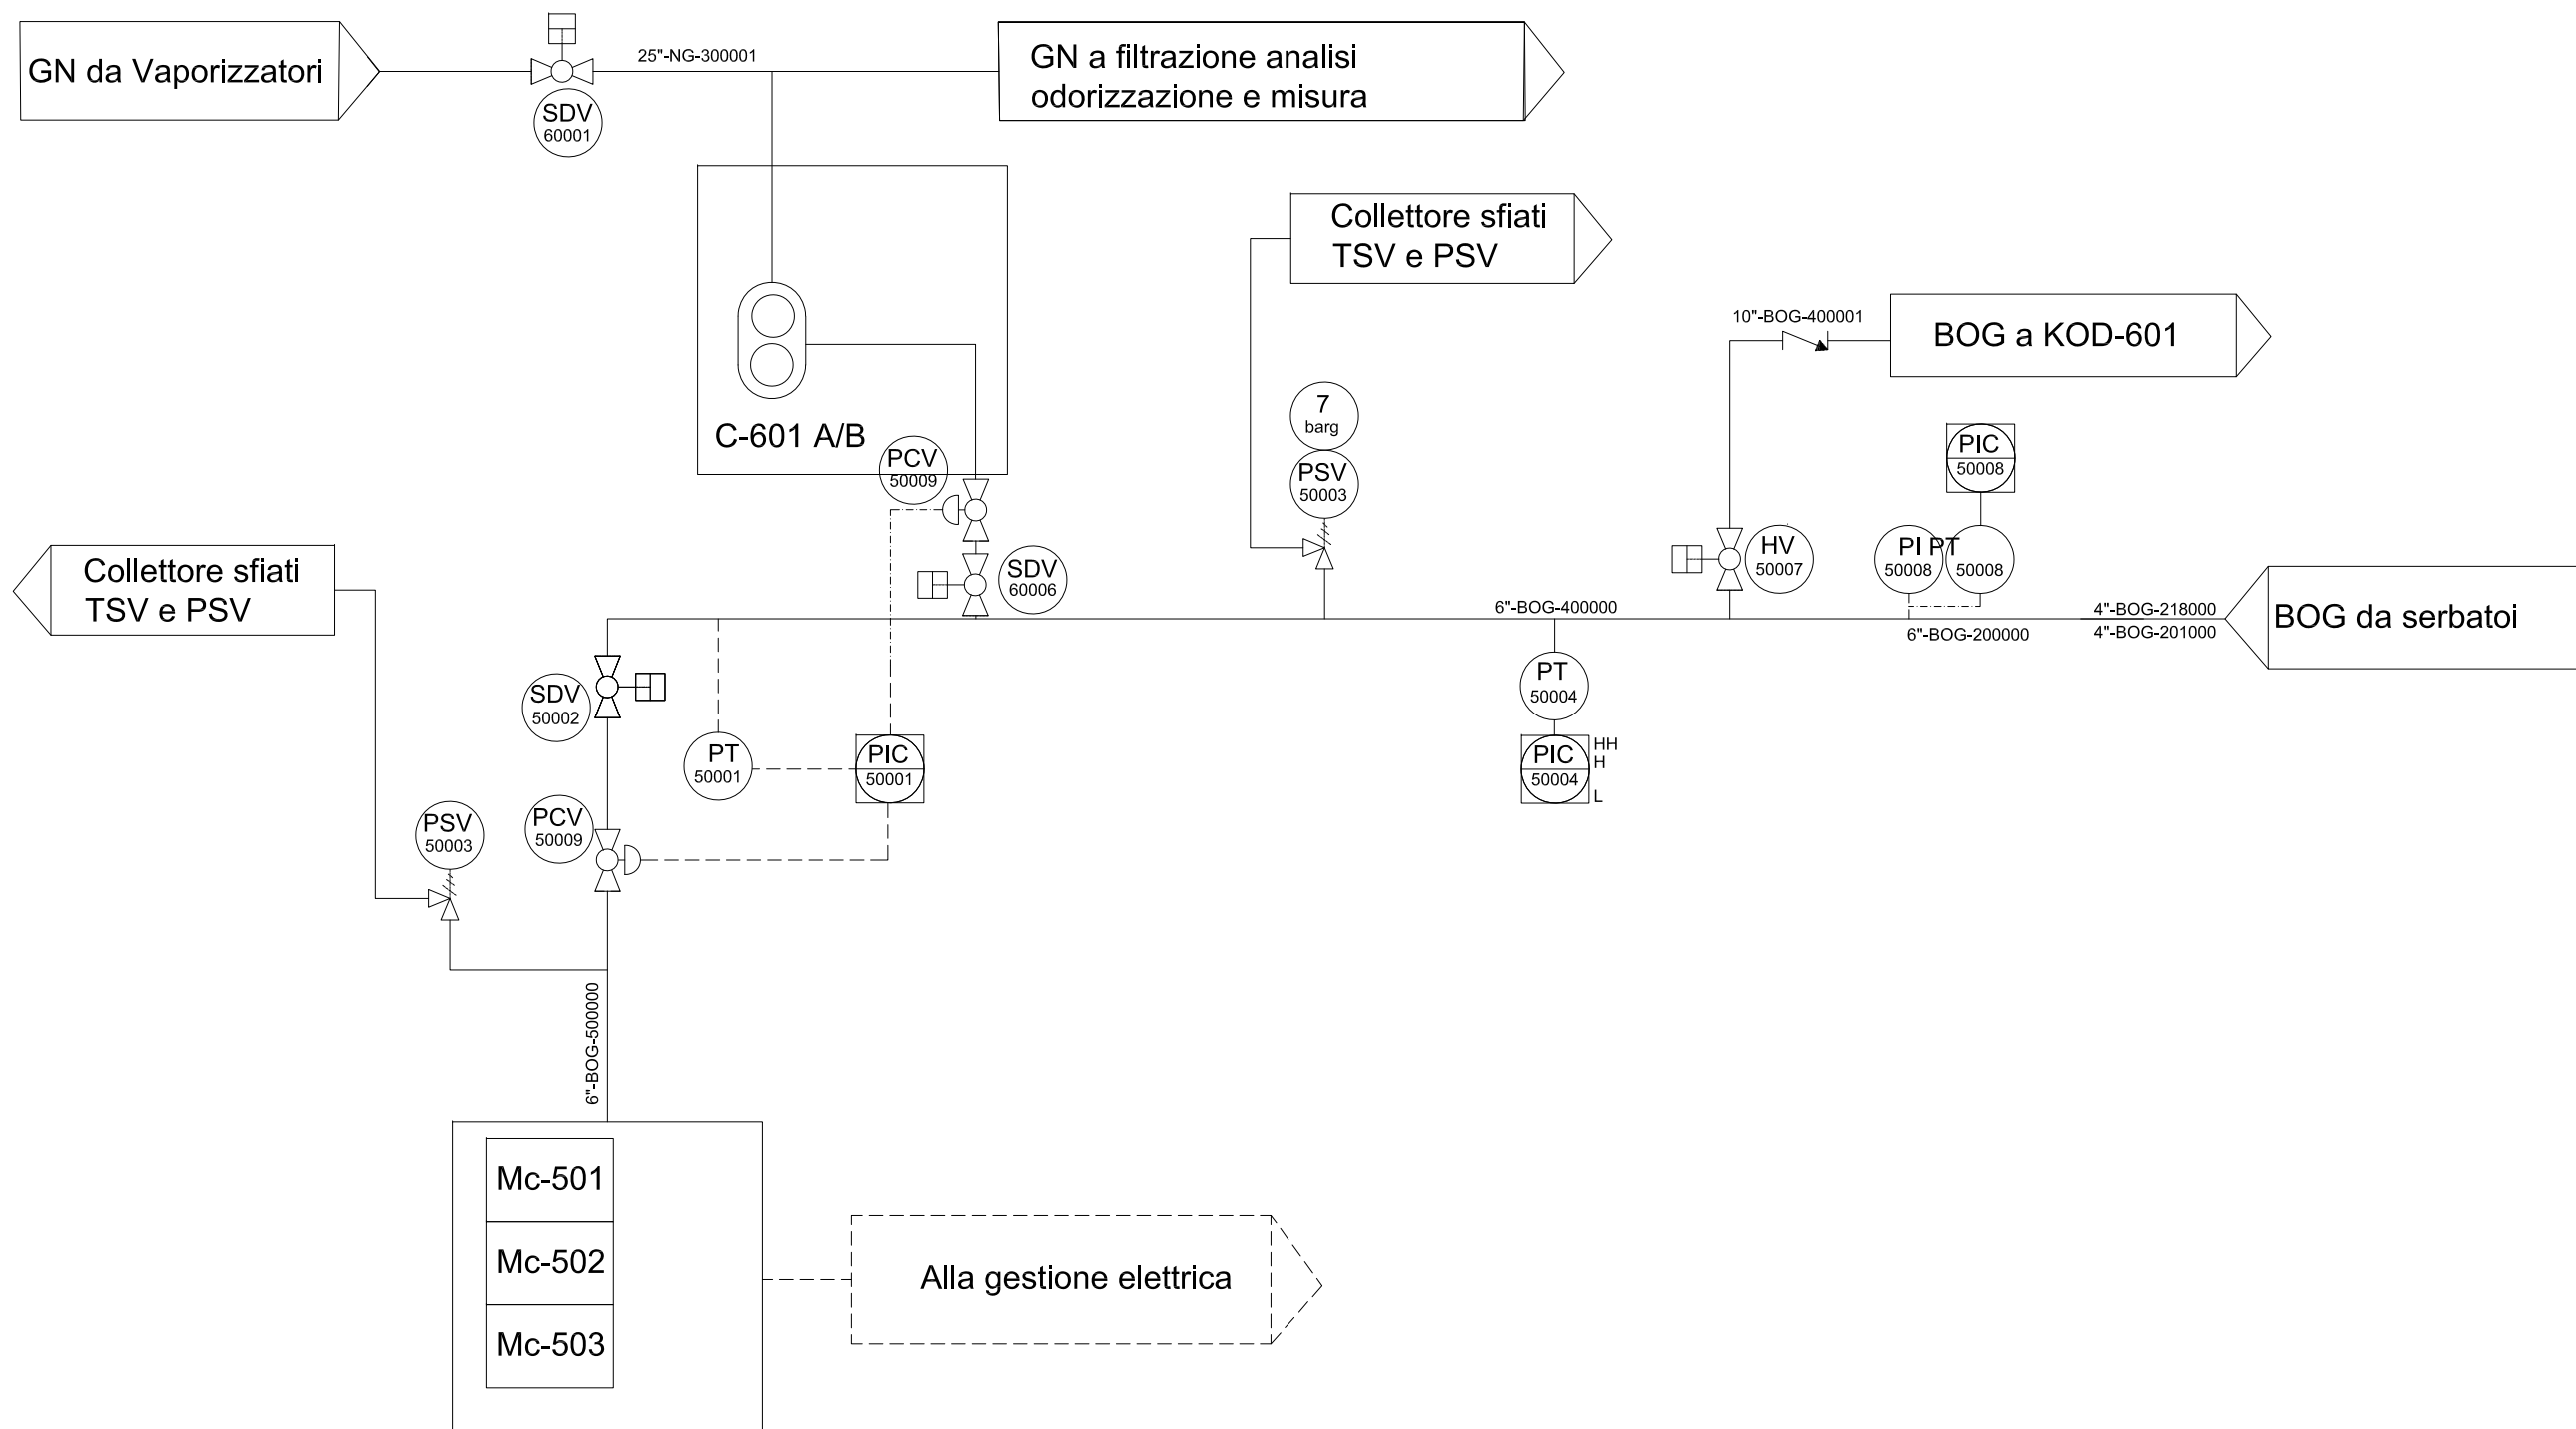 GN da Vaporizzatori
SDV
60001
25"-NG-300001
GN a filtrazione analisi
odorizzazione e misura
C-601 A/B
Collettore sfiati
TSV e PSV
7
barg
PSV
50003
10"-BOG-400001
BOG a KOD-601
PIC
50008
PCV
50009
SDV
60006
HV
50007
PI
50008
PT
50008
Collettore sfiati
TSV e PSV
6"-BOG-400000
6"-BOG-200000
4"-BOG-218000
4"-BOG-201000
BOG da serbatoi
SDV
50002
PT
50001
PIC
50001
PT
50004
PIC
50004
HH
H
L
PSV
50003
PCV
50009
6"-BOG-500000
Mc-501
Mc-502
Mc-503
Alla gestione elettrica